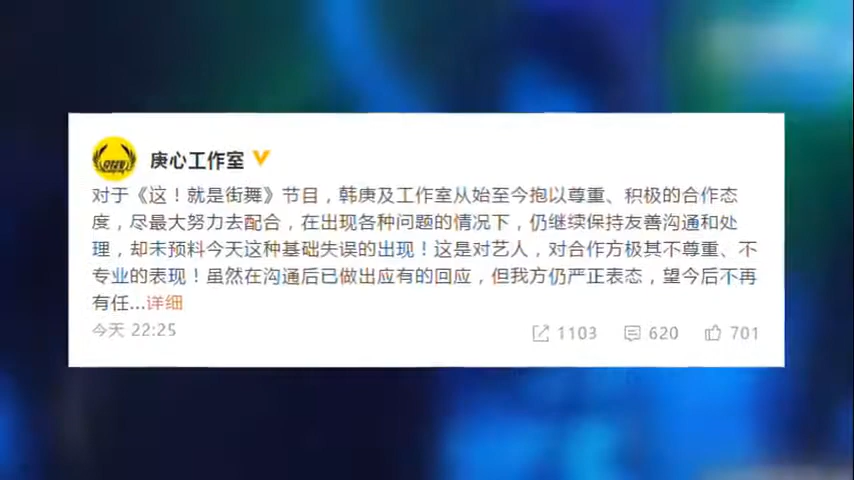 庚心工作室
对于《这！就是街舞》节目，韩庚及工作室从始至今抱以尊重、积极的合作态
度，尽最大努力去配合，在出现各种问题的情况下，仍继续保持友善沟通和处
理，却未预料今天这种基础失误的出现！这是对艺人，对合作方极其不尊重、不
专业的表现！虽然在沟通后已做出应有的回应，但我方仍严正表态，望今后不再
有任...详细
今天 22:25
1103 620 701